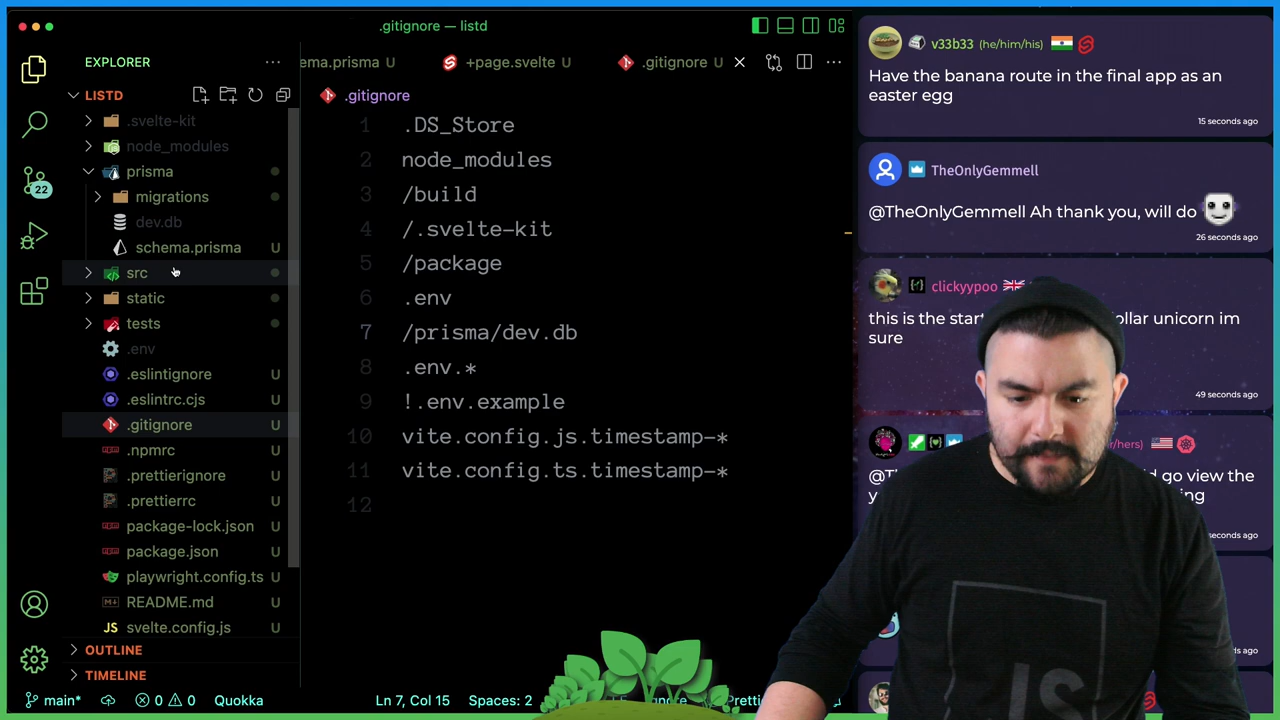 .gitignore — listd
EXPLORER
ema.prisma U
+page.svelte U
.gitignore U
LISTD
.gitignore
.svelte-kit
node_modules
prisma
migrations
dev.db
schema.prisma U
src
static
tests
.env
.eslintignore U
.eslintrc.cjs U
.gitignore U
.npmrc U
.prettierignore U
.prettierrc U
package-lock.json U
package.json U
playwright.config.ts U
README.md U
svelte.config.js U
OUTLINE
TIMELINE
22
1 .DS_Store
2 node_modules
3 /build
4 /.svelte-kit
5 /package
6 .env
7 /prisma/dev.db
8 .env.*
9 !.env.example
10 vite.config.js.timestamp-*
11 vite.config.ts.timestamp-*
12
main*
0
0
Quokka
Ln 7, Col 15
Spaces: 2
v33b33 (he/him/his)
Have the banana route in the final app as an
easter egg
15 seconds ago
TheOnlyGemmell
@TheOnlyGemmell Ah thank you, will do
26 seconds ago
clickyypoo
this is the start
ollar unicorn im
sure
49 seconds ago
r/hers)
go view the
seconds ago
JS